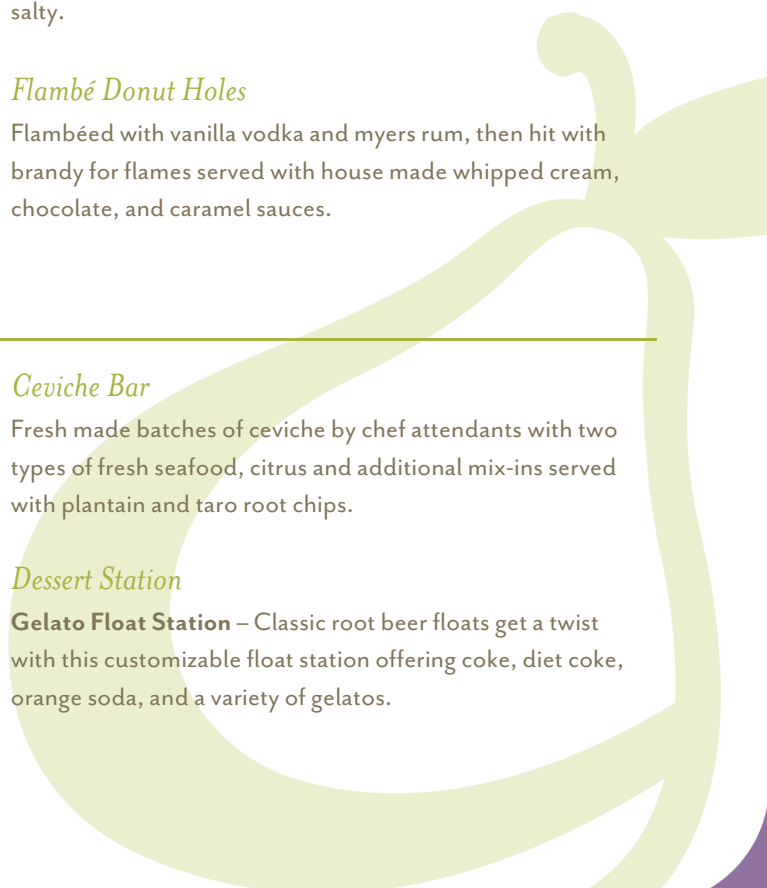 salty.
Flambé Donut Holes
Flambéed with vanilla vodka and myers rum, then hit with
brandy for flames served with house made whipped cream,
chocolate, and caramel sauces.
Ceviche Bar
Fresh made batches of ceviche by chef attendants with two
types of fresh seafood, citrus and additional mix-ins served
with plantain and taro root chips.
Dessert Station
Gelato Float Station – Classic root beer floats get a twist
with this customizable float station offering coke, diet coke,
orange soda, and a variety of gelatos.